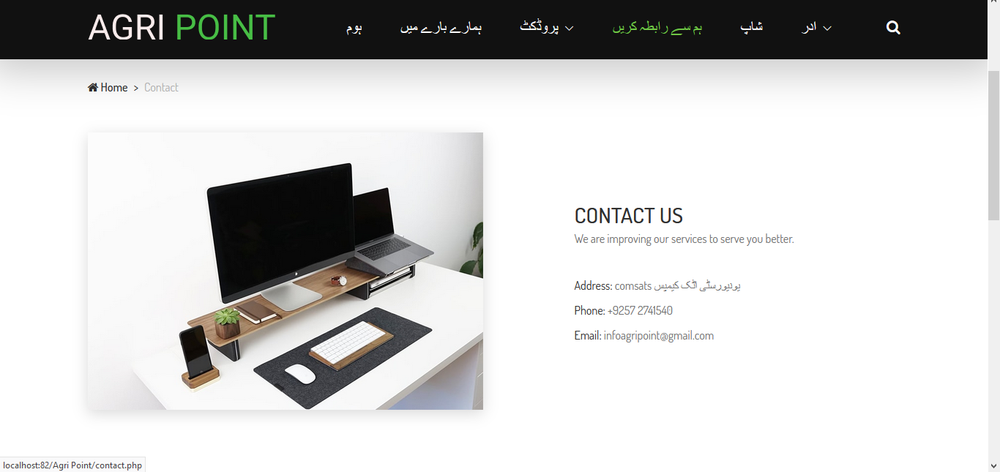 AGRI POINT
ہوم
ہمارے بارے میں
پروڈکٹ
ہم سے رابطہ کریں
شاپ
ادر
Home > Contact
CONTACT US
We are improving our services to serve you better.
Address: comsats یونیورسٹی اٹک کیمپس
Phone: +9257 2741540
Email: infoagripoint@gmail.com
localhost:82/Agri Point/contact.php